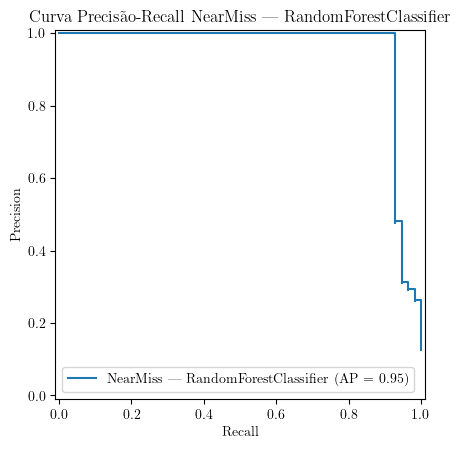 Curva Precisão-Recall NearMiss — RandomForestClassifier
1.0
0.8
0.6
0.4
0.2
0.0
Precision
NearMiss — RandomForestClassifier (AP = 0.95)
0.0 0.2 0.4 0.6 0.8 1.0
Recall